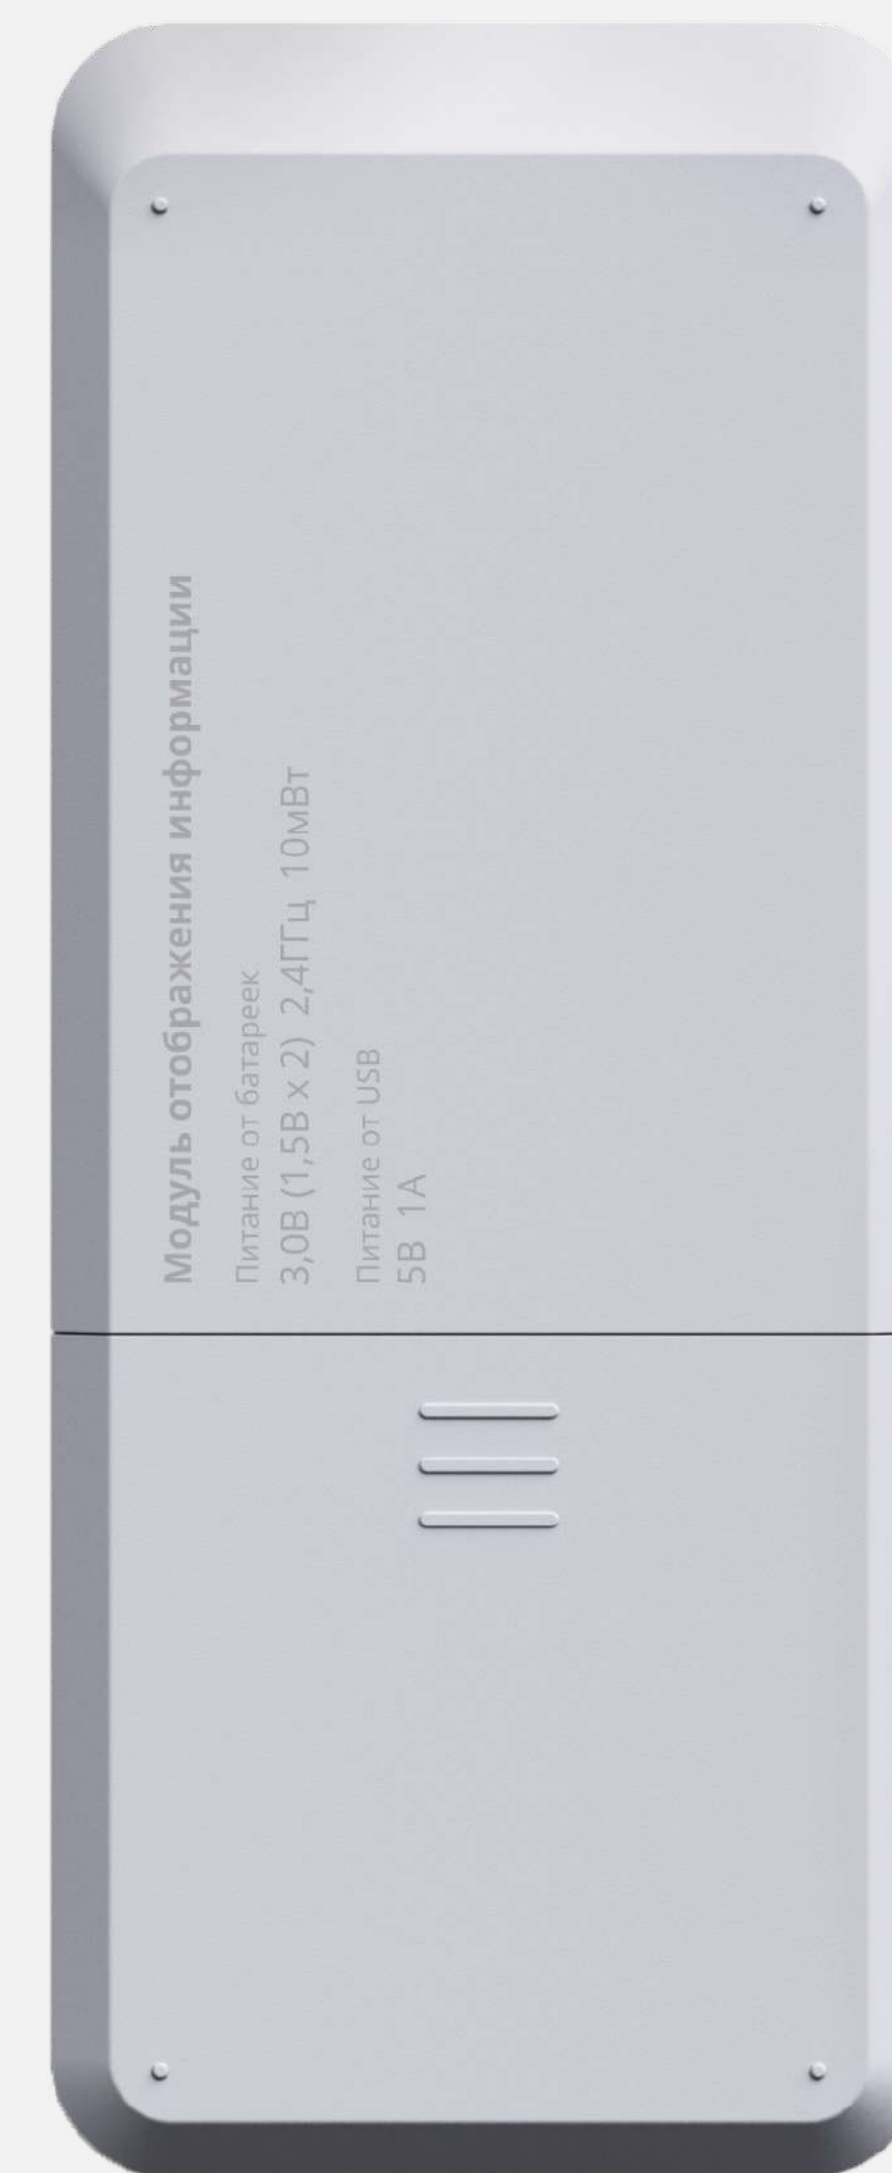 Модуль отображения информации
Питание от батареек
3,0В (1,5В х 2) 2,4ГГц 10мВт
Питание от USB
5В 1А